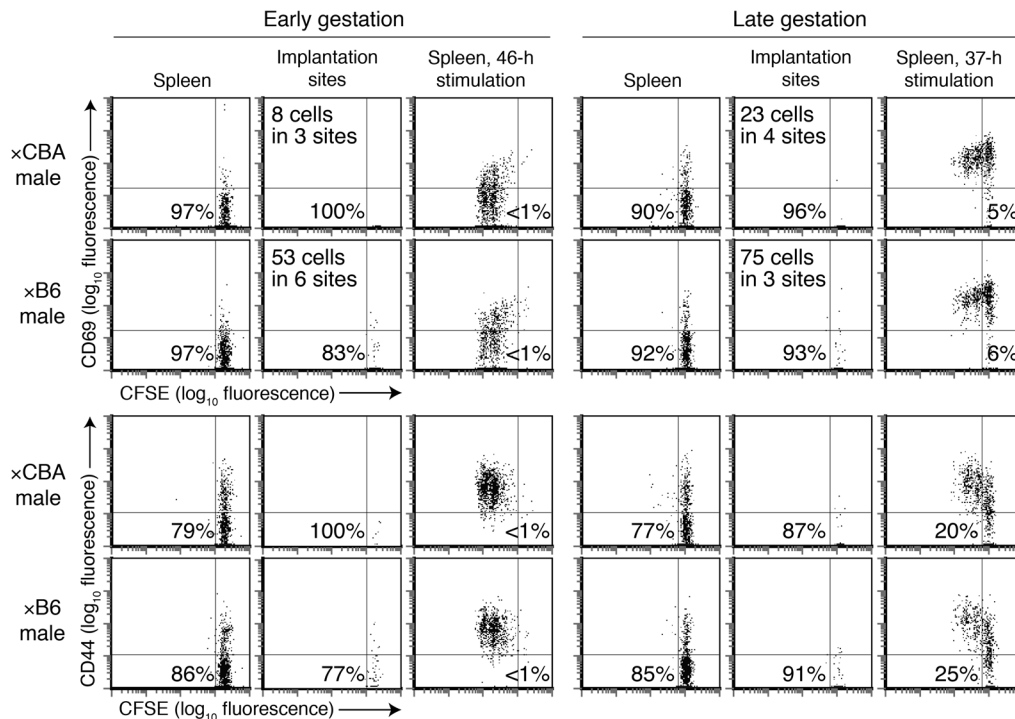 Early gestation
Late gestation
Spleen
Implantation
sites
Spleen, 46-h
stimulation
Spleen
Implantation
sites
Spleen, 37-h
stimulation
×CBA
male
CD69 (log10 fluorescence)
97%
8 cells
in 3 sites
100%
<1%
90%
23 cells
in 4 sites
96%
5%
×B6
male
97%
53 cells
in 6 sites
83%
<1%
92%
75 cells
in 3 sites
93%
6%
CFSE (log10 fluorescence)
×CBA
male
CD44 (log10 fluorescence)
79%
100%
<1%
77%
87%
20%
×B6
male
86%
77%
<1%
85%
91%
25%
CFSE (log10 fluorescence)